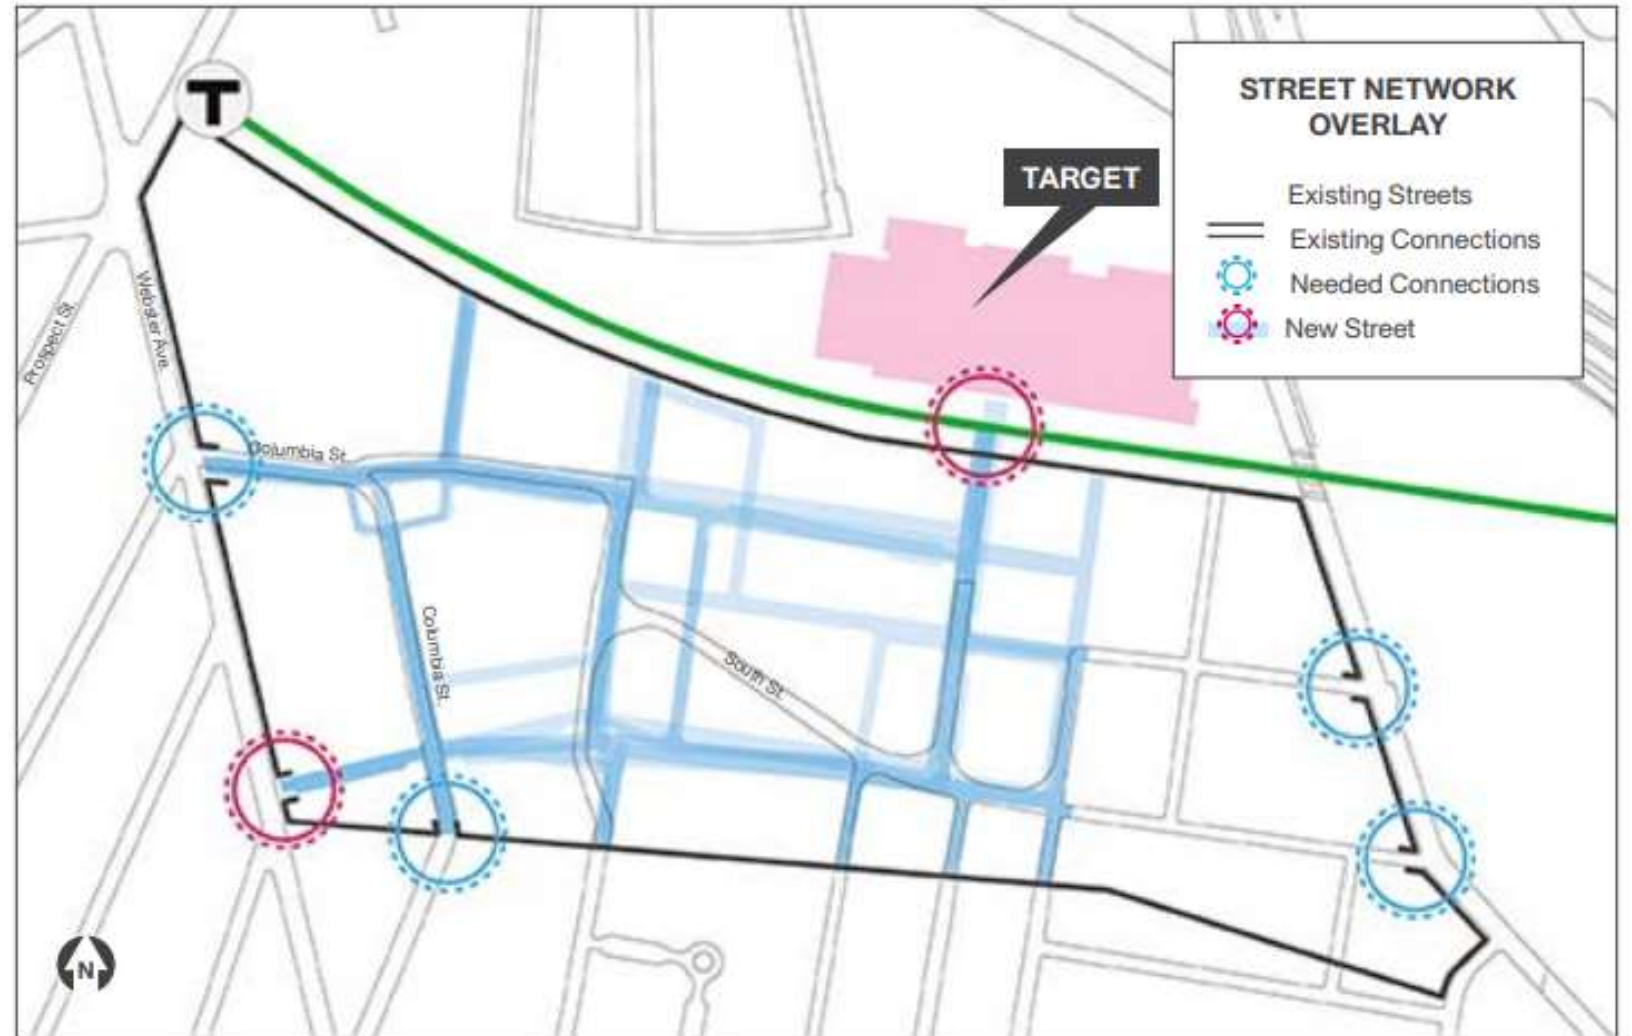 T
STREET NETWORK
OVERLAY
TARGET
Existing Streets
Existing Connections
Needed Connections
New Street
Webster Ave.
Prospect St.
Columbia St.
Columbia St.
South St.
N